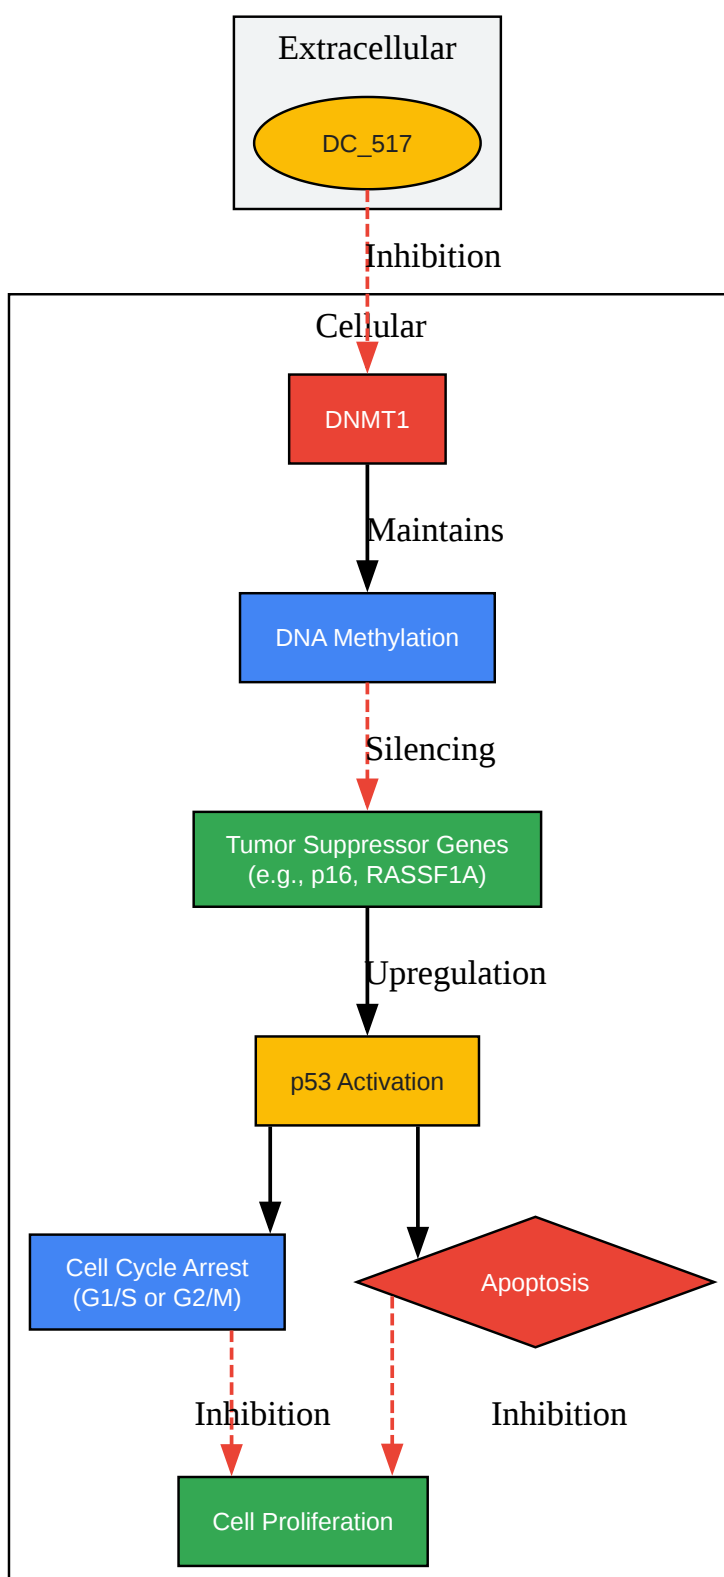 Extracellular
DC_517
Inhibition
Cellular
DNMT1
Maintains
DNA Methylation
Silencing
Tumor Suppressor Genes
(e.g., p16, RASSF1A)
Upregulation
p53 Activation
Cell Cycle Arrest
(G1/S or G2/M)
Apoptosis
Inhibition
Inhibition
Cell Proliferation